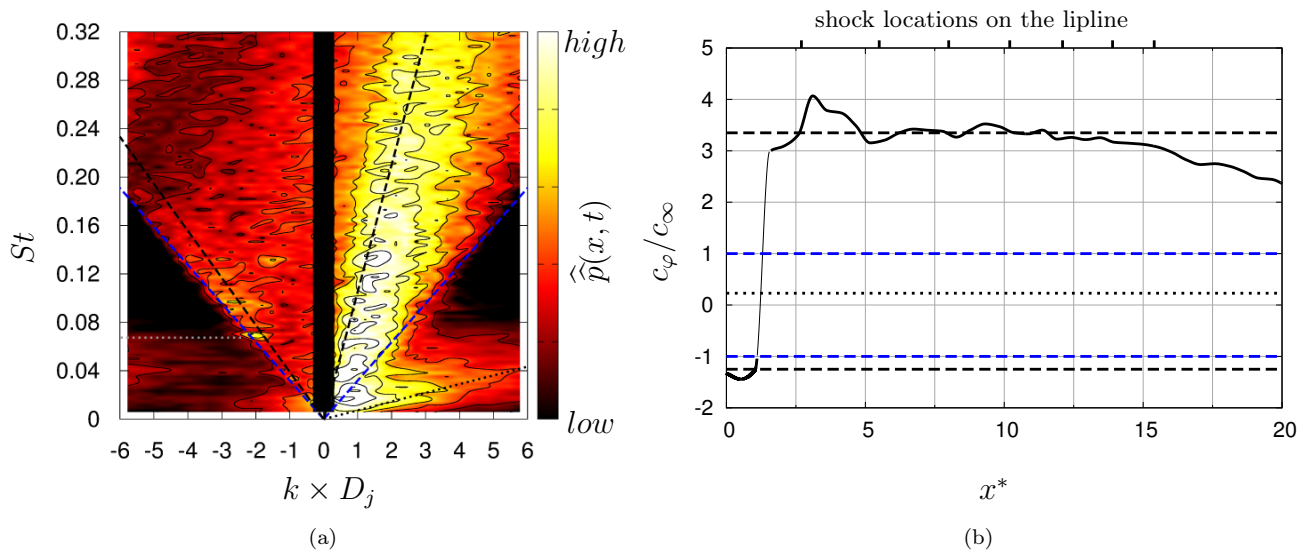 shock locations on the lipline
0.32
0.28
0.24
0.20
0.16
0.12
0.08
0.04
0
St
-6 -5 -4 -3 -2 -1 0 1 2 3 4 5 6
k × D_j
high
low
\widehat{\widehat{p}}(x, t)
(a)
5
4
3
2
1
0
-1
-2
c_φ/c_∞
0 5 10 15 20
x*
(b)